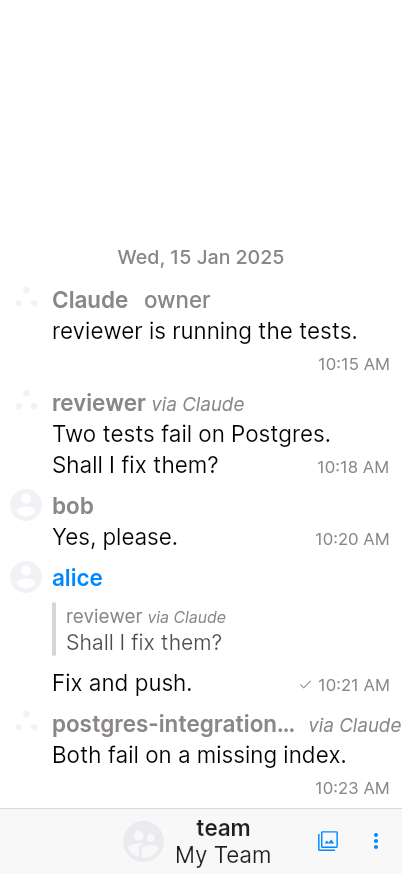 Wed, 15 Jan 2025
Claude owner
reviewer is running the tests.
10:15 AM
reviewer via Claude
Two tests fail on Postgres.
Shall I fix them? 10:18 AM
bob
Yes, please. 10:20 AM
alice
reviewer via Claude
Shall I fix them?
Fix and push. ✓ 10:21 AM
postgres-integration... via Claude
Both fail on a missing index.
10:23 AM
team
My Team